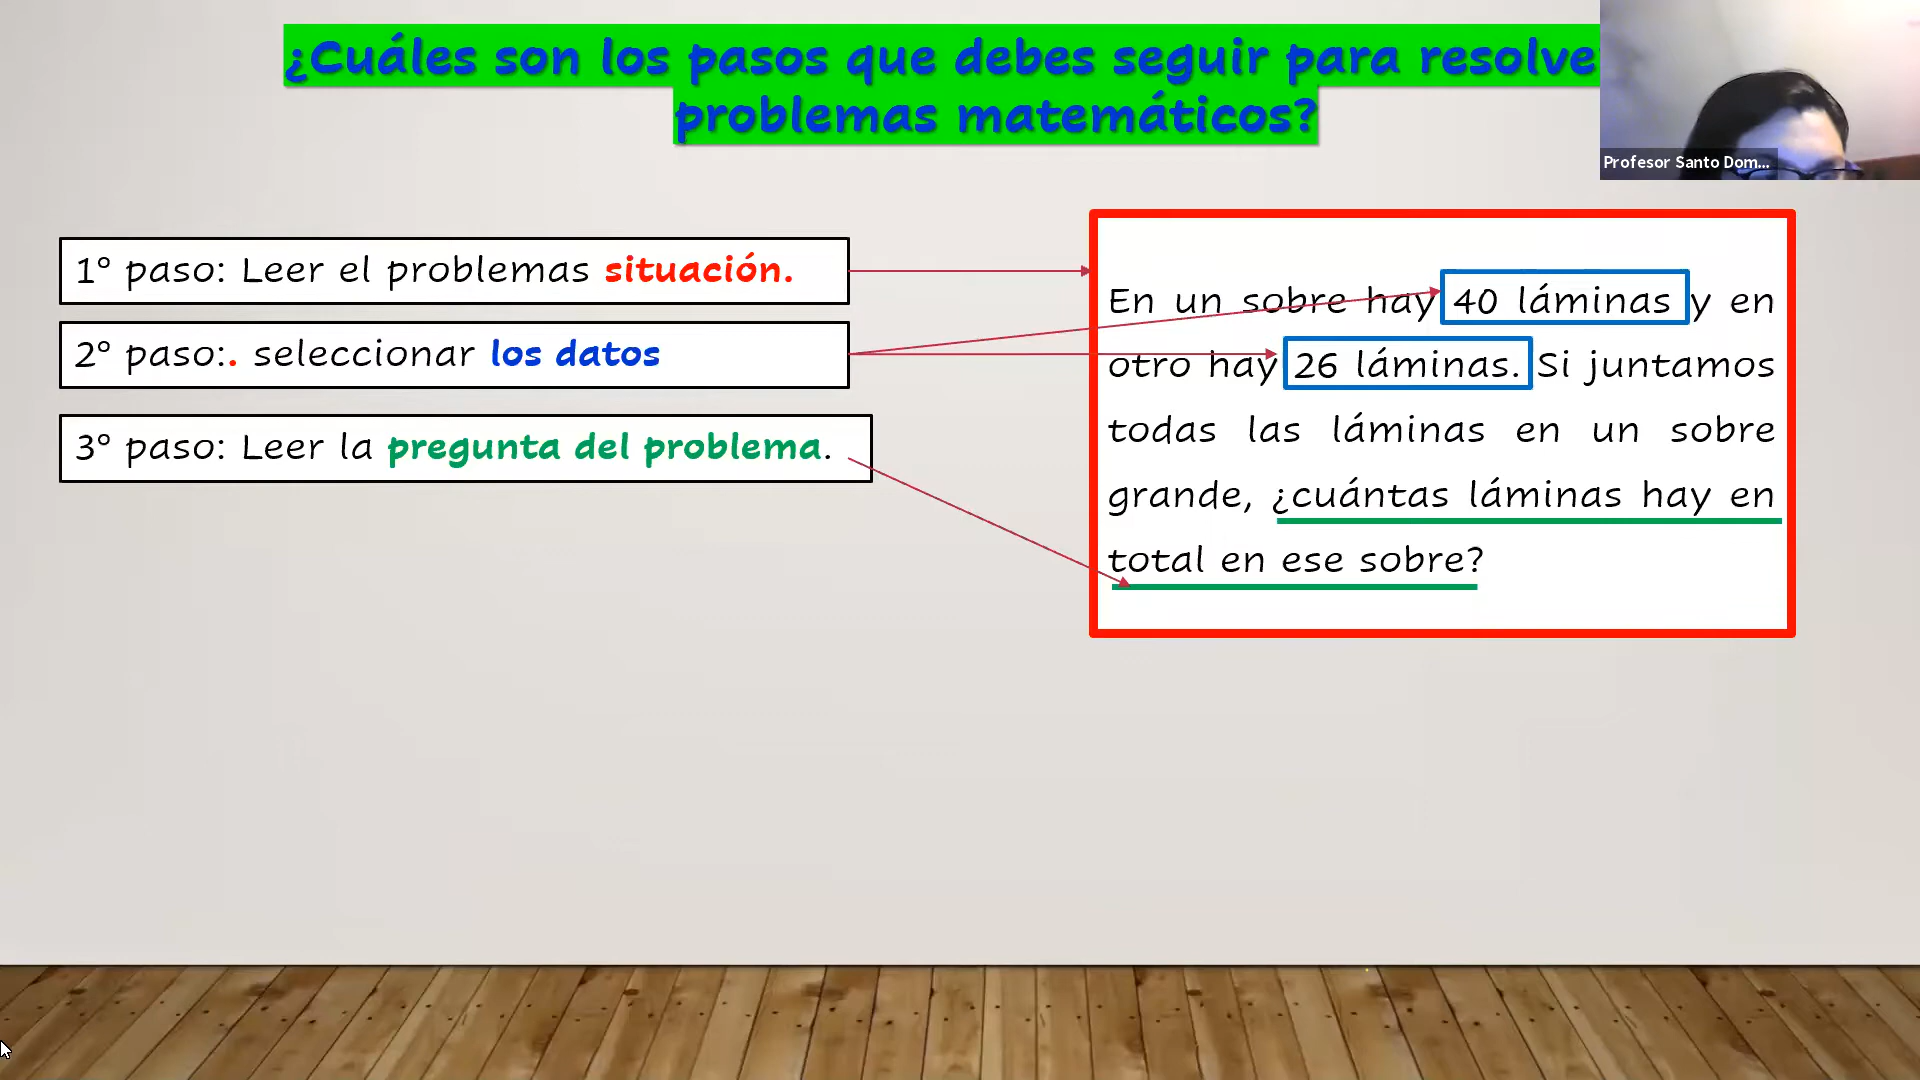 ¿Cuáles son los pasos que debes seguir para resolve
problemas matemáticos?
Profesor Santo Dom...
1° paso: Leer el problemas situación.
2° paso:. seleccionar los datos
3° paso: Leer la pregunta del problema.
En un sobre hay 40 láminas y en
otro hay 26 láminas. Si juntamos
todas las láminas en un sobre
grande, ¿cuántas láminas hay en
total en ese sobre?